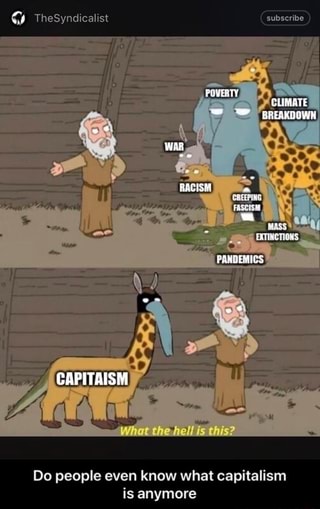 TheSyndicalist
subscribe
POVERTY
CLIMATE
BREAKDOWN
WAR
RACISM
CREEPING
FASCISM
MASS
EXTINCTIONS
PANDEMICS
CAPITAISM
What the hell is this?
Do people even know what capitalism
is anymore